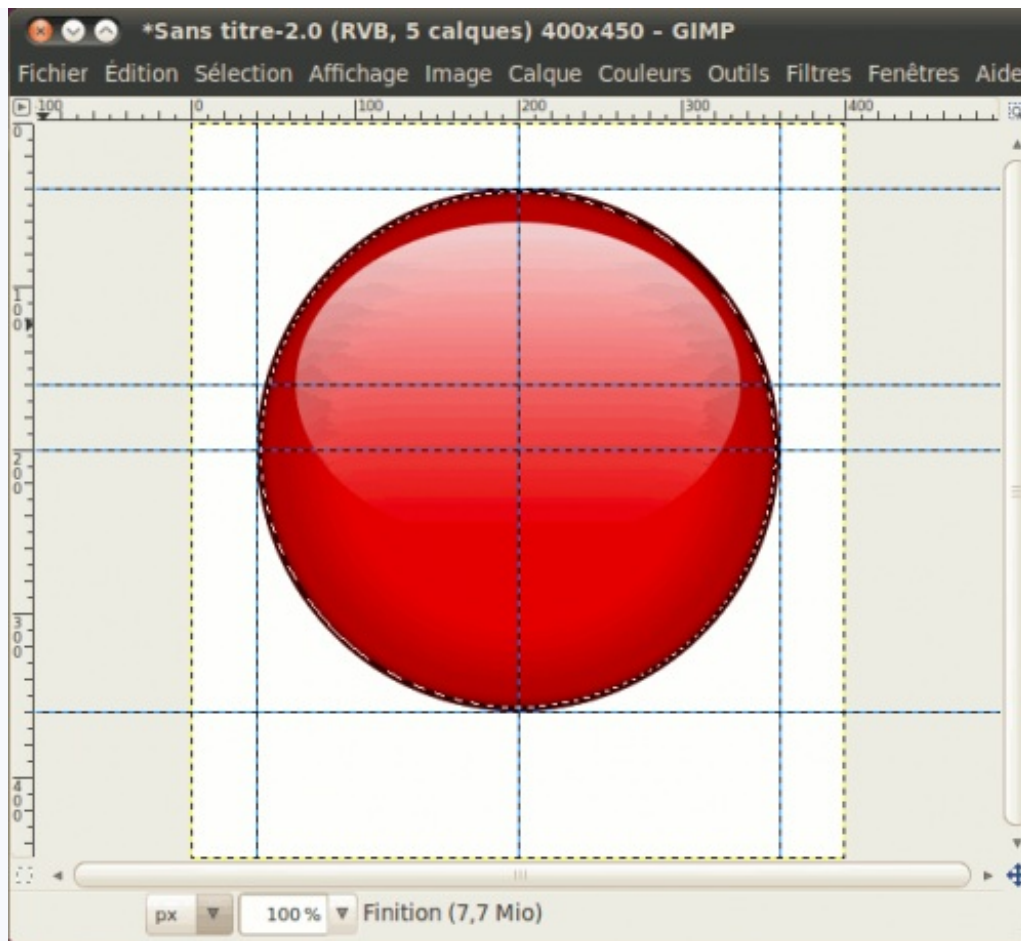 *Sans titre-2.0 (RVB, 5 calques) 400x450 – GIMP
Fichier Édition Sélection Affichage Image Calque Couleurs Outils Filtres Fenêtres Aide
100 0 100 200 300 400
0
100
200
300
400
px 100 % Finition (7,7 Mio)